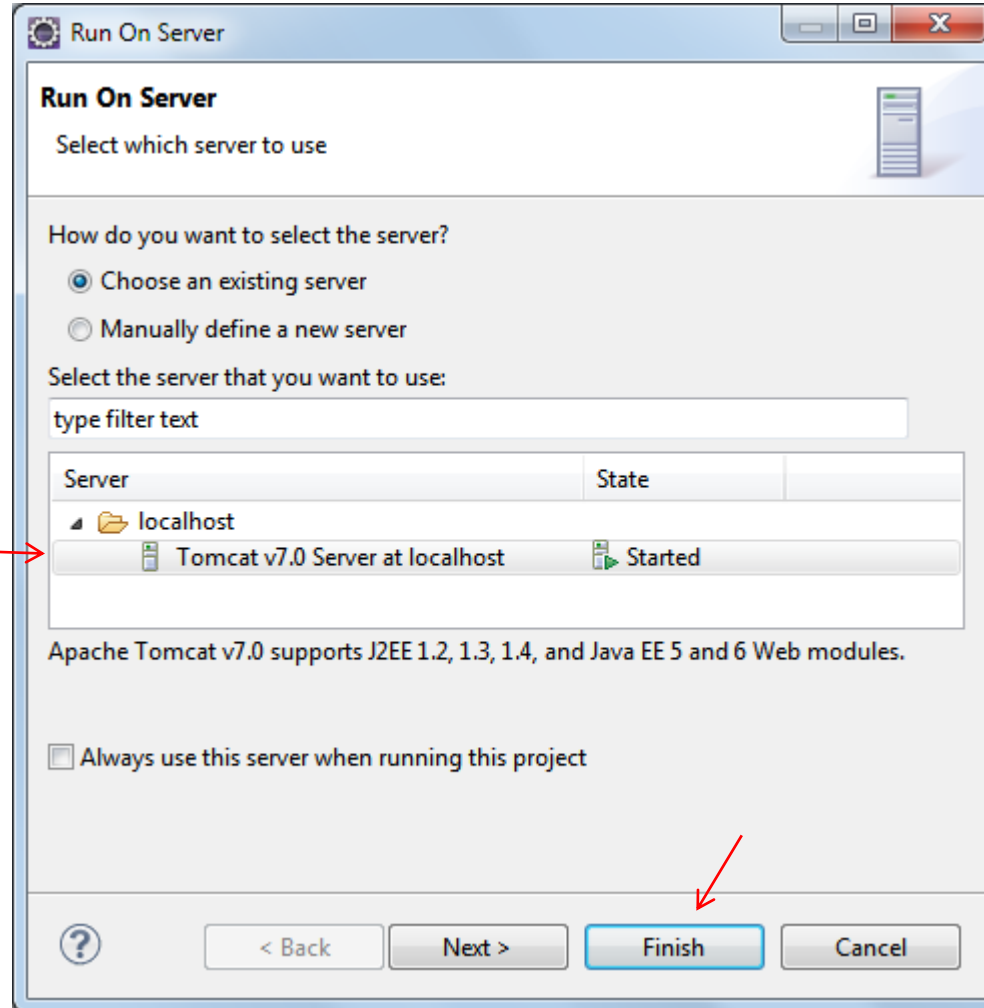 Run On Server
Run On Server
Select which server to use
How do you want to select the server?
Choose an existing server
Manually define a new server
Select the server that you want to use:
type filter text
Server State
localhost
Tomcat v7.0 Server at localhost Started
Apache Tomcat v7.0 supports J2EE 1.2, 1.3, 1.4, and Java EE 5 and 6 Web modules.
Always use this server when running this project
? < Back Next > Finish Cancel